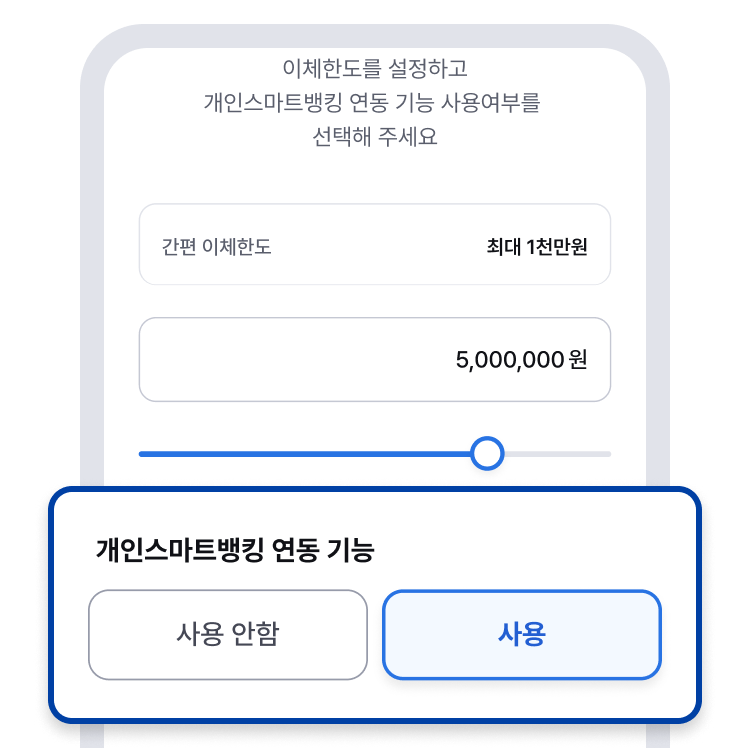 이체한도를 설정하고
개인스마트뱅킹 연동 기능 사용여부를
선택해 주세요
간편 이체한도 최대 1천만원
5,000,000 원
개인스마트뱅킹 연동 기능
사용 안함 사용